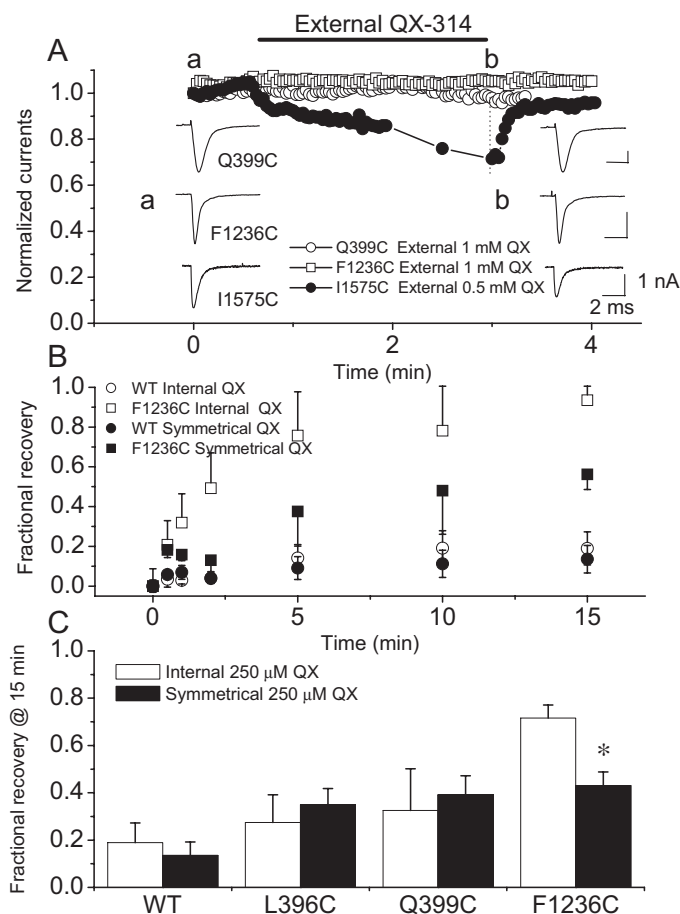 External QX-314
A
a
b
Normalized currents
1.0
0.8
0.6
0.4
0.2
0.0
Q399C
a
b
F1236C
I1575C
Q399C External 1 mM QX
F1236C External 1 mM QX
I1575C External 0.5 mM QX
1 nA
2 ms
0
2
4
Time (min)
B
Fractional recovery
1.0
0.8
0.6
0.4
0.2
0.0
WT Internal QX
F1236C Internal QX
WT Symmetrical QX
F1236C Symmetrical QX
0
5
10
15
Time (min)
C
Fractional recovery @ 15 min
1.0
0.8
0.6
0.4
0.2
0.0
Internal 250 μM QX
Symmetrical 250 μM QX
*
WT
L396C
Q399C
F1236C